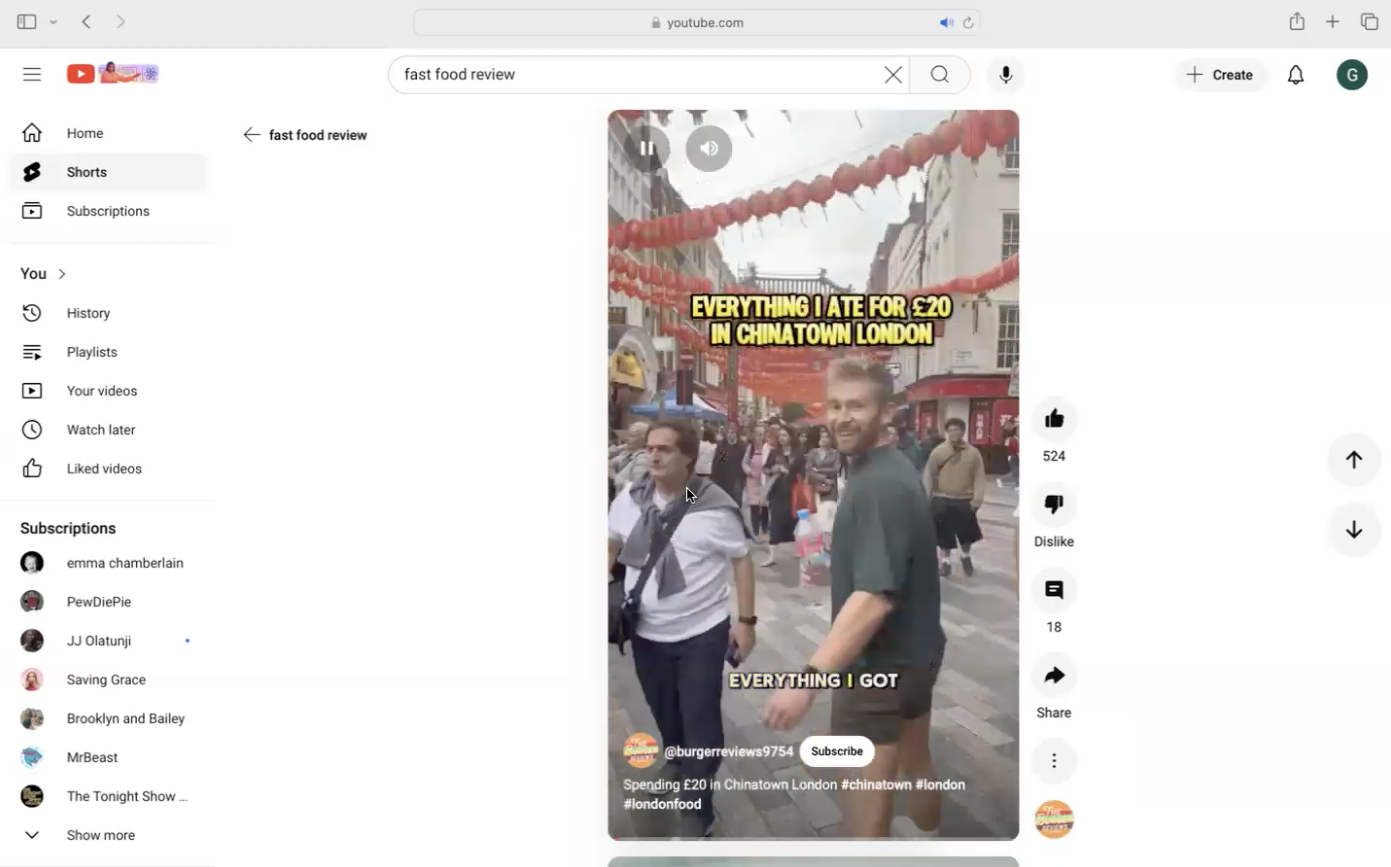 youtube.com
fast food review
Create
G
Home
Shorts
Subscriptions
You
History
Playlists
Your videos
Watch later
Liked videos
Subscriptions
emma chamberlain
PewDiePie
JJ Olatunji
Saving Grace
Brooklyn and Bailey
MrBeast
The Tonight Show ...
Show more
fast food review
EVERYTHING I ATE FOR £20
IN CHINATOWN LONDON
EVERYTHING I GOT
@burgerreviews9754 Subscribe
Spending £20 in Chinatown London #chinatown #london
#londonfood
524
Dislike
18
Share